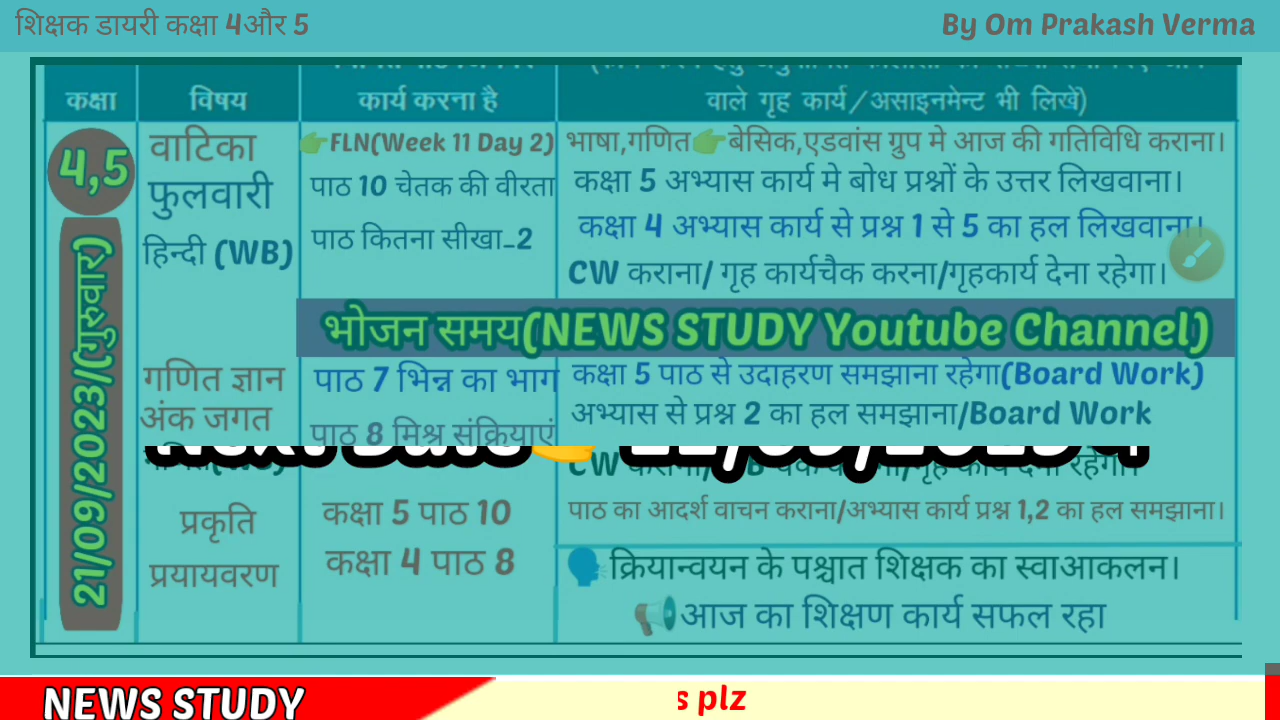 शिक्षक डायरी कक्षा 4और 5
By Om Prakash Verma
कक्षा
विषय
कार्य करना है
वाले गृह कार्य/असाइनमेन्ट भी लिखें)
4,5
21/09/2023/(गुरुवार)
वाटिका
फुलवारी
हिन्दी (WB)
👉FLN(Week 11 Day 2)
पाठ 10 चेतक की वीरता
पाठ कितना सीखा-2
भाषा,गणित👉बेसिक,एडवांस ग्रुप मे आज की गतिविधि कराना।
कक्षा 5 अभ्यास कार्य मे बोध प्रश्नों के उत्तर लिखवाना।
कक्षा 4 अभ्यास कार्य से प्रश्न 1 से 5 का हल लिखवाना।
CW कराना/ गृह कार्यचैक करना/गृहकार्य देना रहेगा।
भोजन समय(NEWS STUDY Youtube Channel)
गणित ज्ञान
अंक जगत
पाठ 7 भिन्न का भाग
पाठ 8 मिश्र संक्रियाएं
कक्षा 5 पाठ से उदाहरण समझाना रहेगा(Board Work)
अभ्यास से प्रश्न 2 का हल समझाना/Board Work
CW
रहेगा।
प्रकृति
प्रयायवरण
कक्षा 5 पाठ 10
कक्षा 4 पाठ 8
पाठ का आदर्श वाचन कराना/अभ्यास कार्य प्रश्न 1,2 का हल समझाना।
🗣️क्रियान्वयन के पश्चात शिक्षक का स्वाआकलन।
📢आज का शिक्षण कार्य सफल रहा
NEWS STUDY
s plz